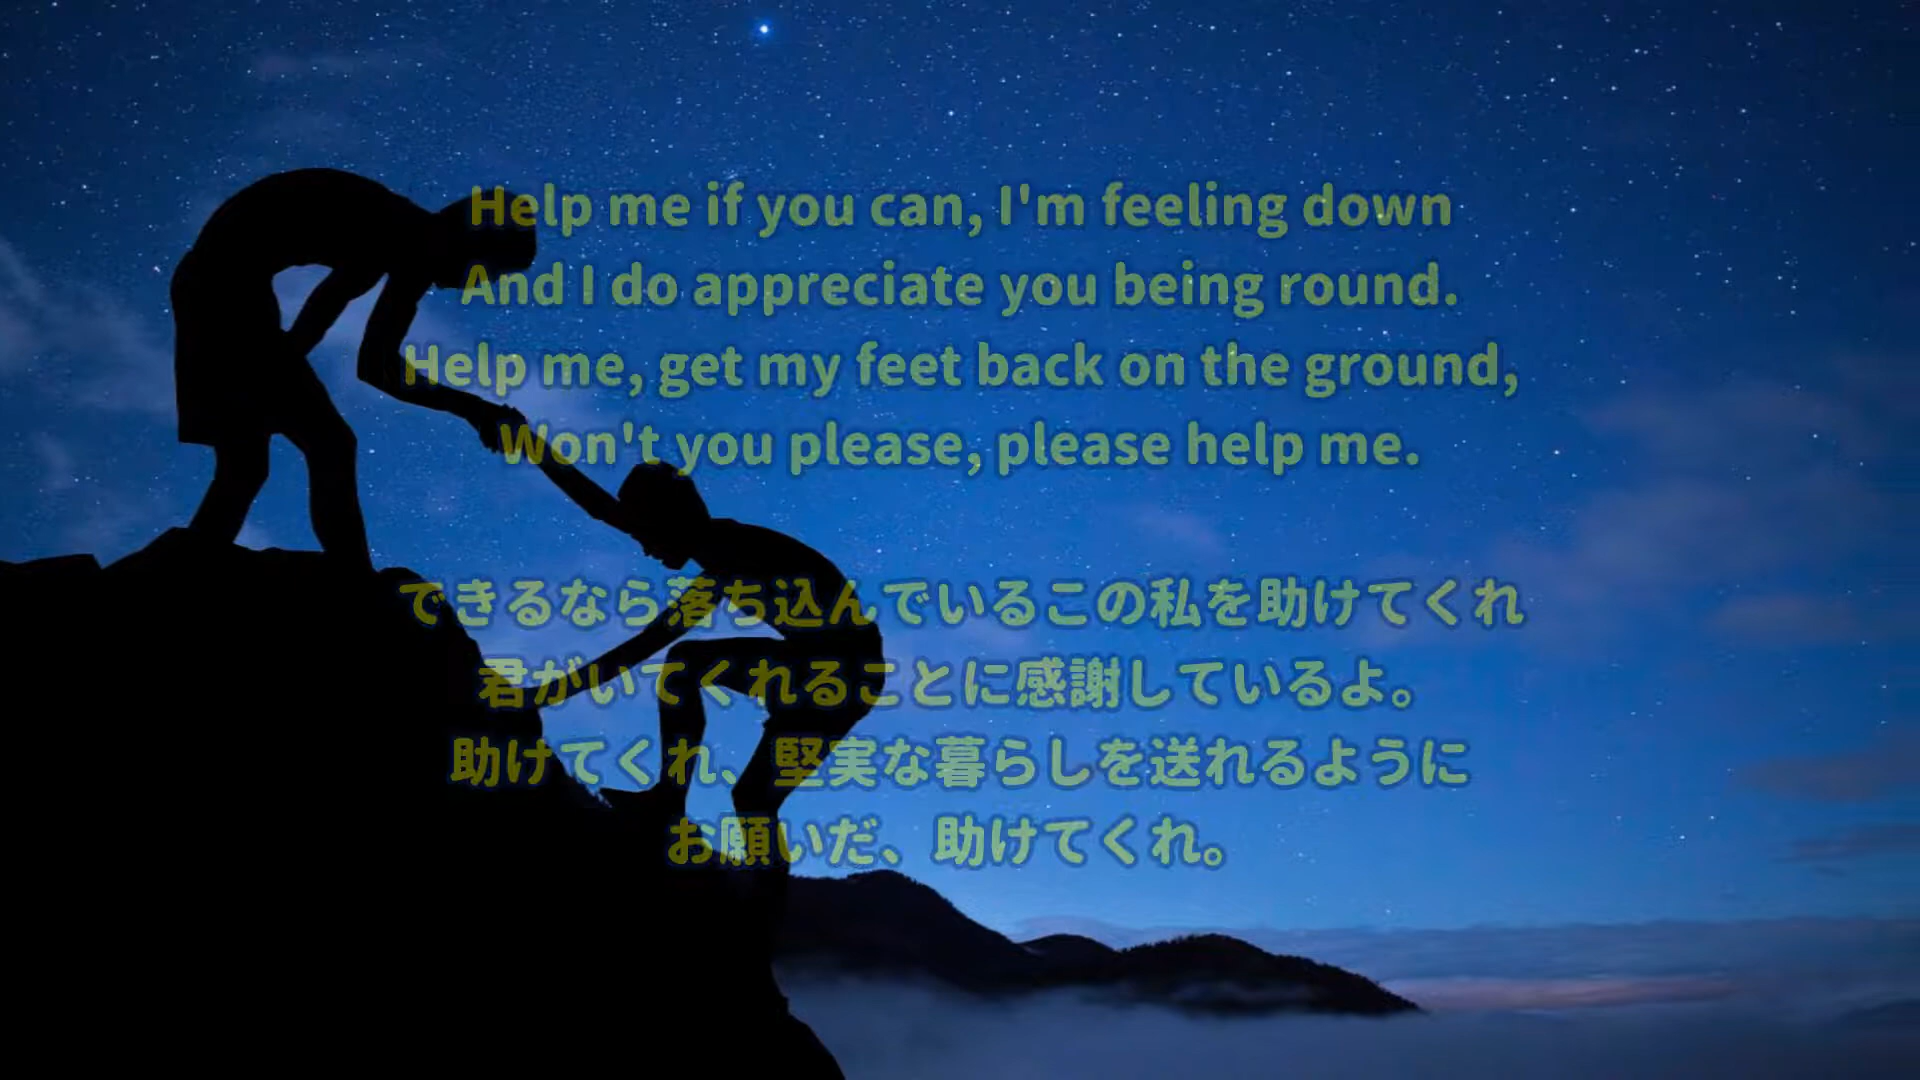 Help me if you can, I'm feeling down
And I do appreciate you being round.
Help me, get my feet back on the ground,
Won't you please, please help me.
できるなら落ち込んでいるこの私を助けてくれ
君がいてくれることに感謝しているよ。
助けてくれ、堅実な暮らしを送れるように
お願いだ、助けてくれ。